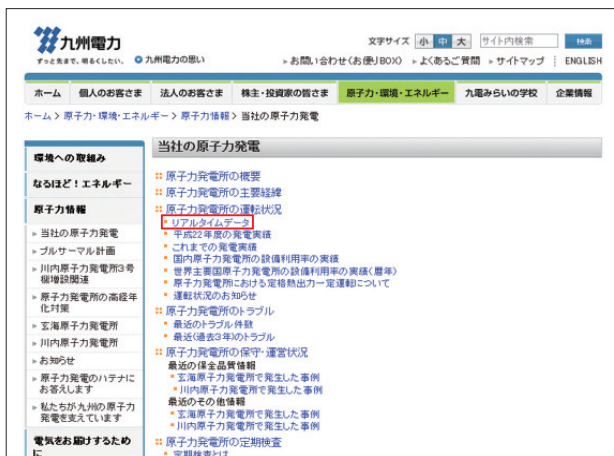 九州電力
ずっと先まで、明るくしたい。
九州電力の思い
文字サイズ 小 中 大 サイト内検索 検索
お問い合わせ(お便りBOX) よくあるご質問 サイトマップ ENGLISH
ホーム 個人のお客さま 法人のお客さま 株主・投資家の皆さま 原子力・環境・エネルギー 九電みらいの学校 企業情報
ホーム > 原子力・環境・エネルギー > 原子力情報 > 当社の原子力発電
環境への取組み
なるほど!エネルギー
原子力情報
当社の原子力発電
プルサーマル計画
川内原子力発電所3号
機増設関連
原子力発電所の高経年
化対策
玄海原子力発電所
川内原子力発電所
お知らせ
原子力発電のハテナに
お答えします
私たちが九州の原子力
発電を支えています
電気をお届けするため
に
当社の原子力発電
原子力発電所の概要
原子力発電所の主要経緯
原子力発電所の運転状況
リアルタイムデータ
平成22年度の発電実績
これまでの発電実績
国内原子力発電所の設備利用率の実績
世界主要国原子力発電所の設備利用率の実績(暦年)
原子力発電所における定格熱出力一定運転について
運転状況のお知らせ
原子力発電所のトラブル
最近のトラブル件数
最近(過去3年)のトラブル
原子力発電所の保守・運営状況
最近の保全品質情報
玄海原子力発電所で発生した事例
川内原子力発電所で発生した事例
最近のその他情報
玄海原子力発電所で発生した事例
川内原子力発電所で発生した事例
原子力発電所の定期検査
定期検査とは